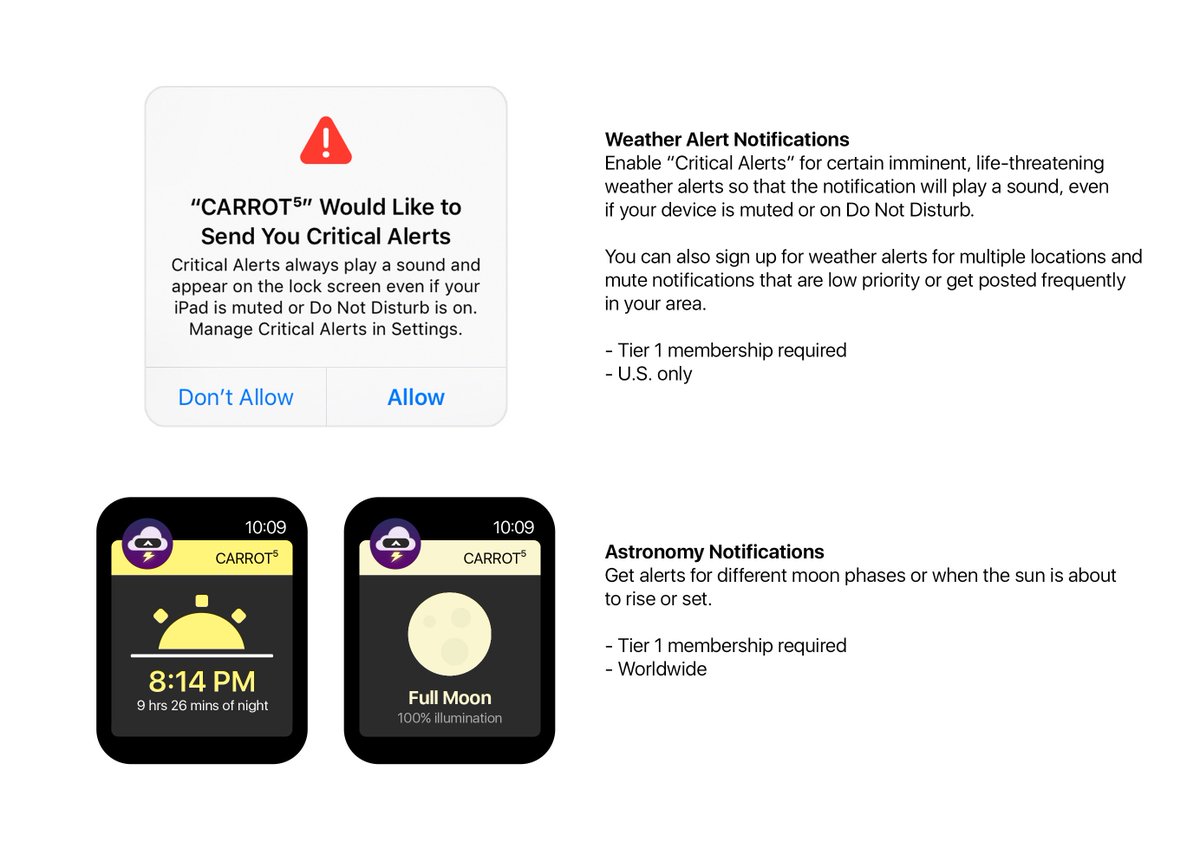 “CARROT⁵” Would Like to
Send You Critical Alerts
Critical Alerts always play a sound and
appear on the lock screen even if your
iPad is muted or Do Not Disturb is on.
Manage Critical Alerts in Settings.
Don’t Allow
Allow
Weather Alert Notifications
Enable “Critical Alerts” for certain imminent, life-threatening
weather alerts so that the notification will play a sound, even
if your device is muted or on Do Not Disturb.
You can also sign up for weather alerts for multiple locations and
mute notifications that are low priority or get posted frequently
in your area.
- Tier 1 membership required
- U.S. only
10:09
CARROT⁵
8:14 PM
9 hrs 26 mins of night
10:09
CARROT⁵
Full Moon
100% illumination
Astronomy Notifications
Get alerts for different moon phases or when the sun is about
to rise or set.
- Tier 1 membership required
- Worldwide